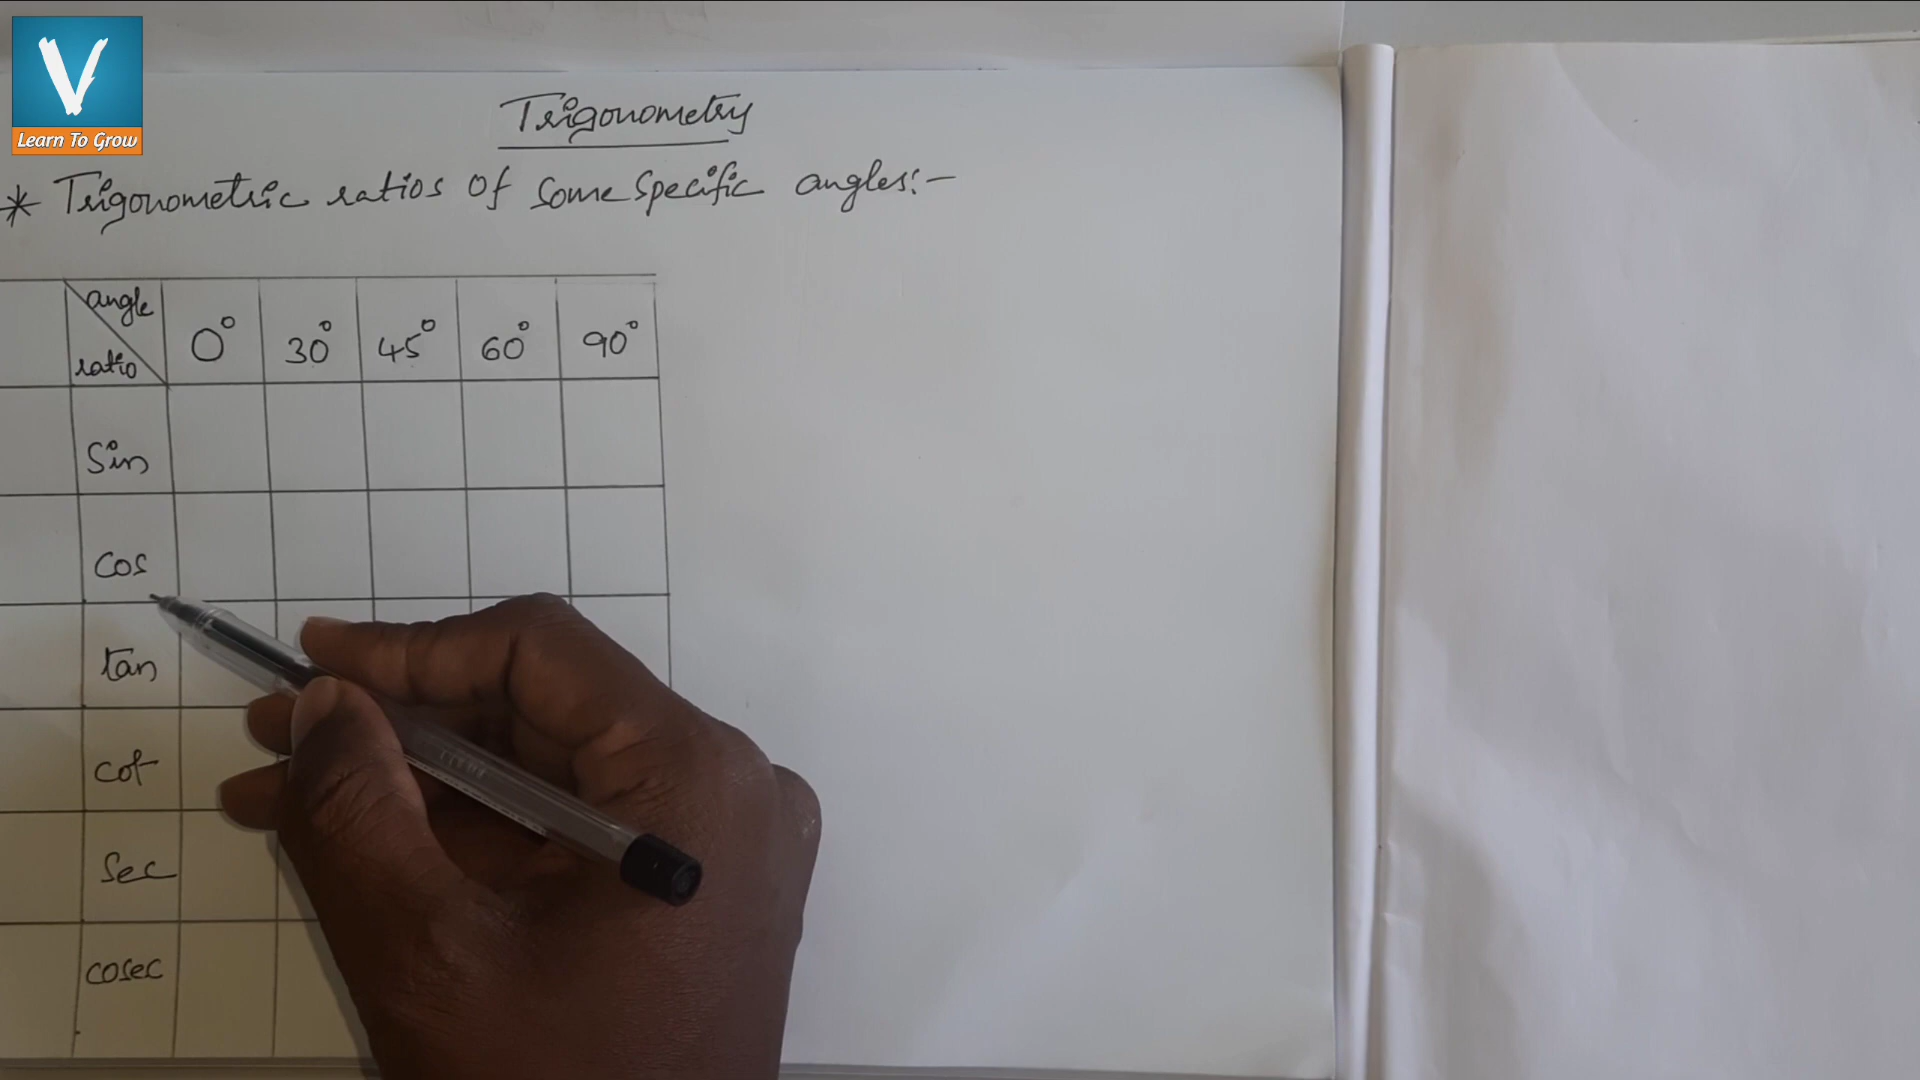 V
Learn To Grow
Trigonometry
* Trigonometric ratios of some specific angles:-
angle
ratio
0° 30° 45° 60° 90°
Sin
Cos
tan
cot
Sec
cosec